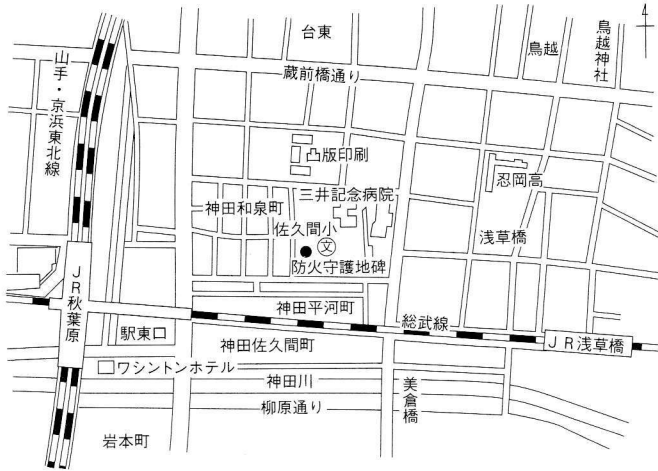 台東
鳥越
鳥越神社
蔵前橋通り
山手・京浜東北線
凸版印刷
忍岡高
三井記念病院
神田和泉町
佐久間小
文
浅草橋
防火守護地碑
JR秋葉原
神田平河町
総武線
駅東口
神田佐久間町
JR浅草橋
ワシントンホテル
神田川
美倉橋
柳原通り
岩本町